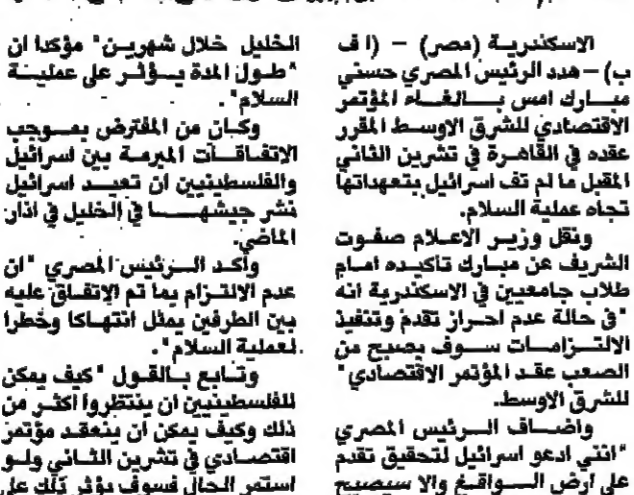 الاسكندرية (مصر) – (ا ف
ب) – هدد الرئيس المصري حسني
مبارك امس بالغاء المؤتمر
الاقتصادي للشرق الاوسط المقرر
عقده في القاهرة في تشرين الثاني
المقبل ما لم تف اسرائيل بتعهداتها
تجاه عملية السلام.
ونقل وزير الاعلام صفوت
الشريف عن مبارك تأكيده امام
طلاب جامعيين في الاسكندرية انه
"في حالة عدم احراز تقدم وتنفيذ
الالتزامات سوف يصبح من
الصعب عقد المؤتمر الاقتصادي"
للشرق الاوسط.
واضاف الرئيس المصري
"انني ادعو اسرائيل لتحقيق تقدم
على ارض الواقع والا سيصبح
الخليل خلال شهرين" مؤكدا ان
"طول المدة يؤثر على عملية
السلام".
وكان من المفترض بموجب
الاتفاقات المبرمة بين اسرائيل
والفلسطينيين ان تعيد اسرائيل
نشر جيشها في الخليل في اذار
الماضي.
وأكد الرئيس المصري "ان
عدم الالتزام بما تم الاتفاق عليه
بين الطرفين يمثل انتهاكا وخطرا
لعملية السلام".
وتابع بالقول "كيف يمكن
للفلسطينيين ان ينتظروا اكثر من
ذلك وكيف يمكن أن ينعقد مؤتمر
اقتصادي في تشرين الثاني ولو
استمر الحال فسوف يؤثر ذلك على